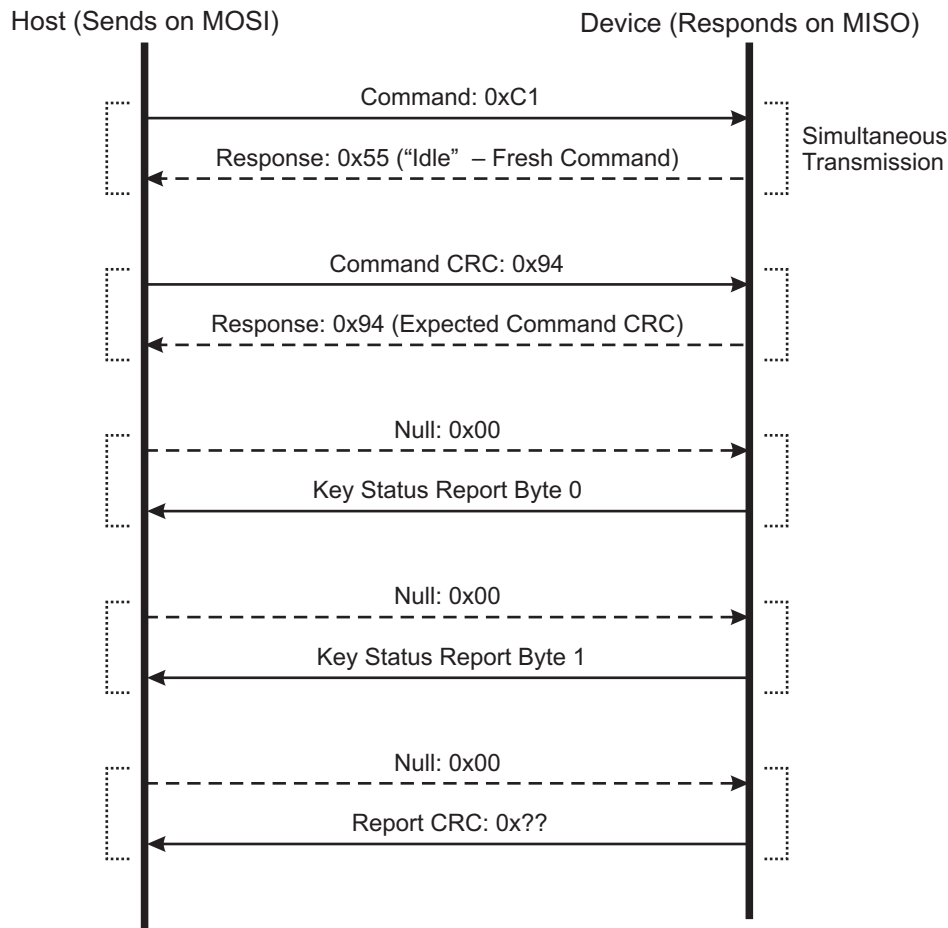 Host (Sends on MOSI)
Device (Responds on MISO)
Command: 0xC1
Response: 0x55 (“Idle” – Fresh Command)
Simultaneous
Transmission
Command CRC: 0x94
Response: 0x94 (Expected Command CRC)
Null: 0x00
Key Status Report Byte 0
Null: 0x00
Key Status Report Byte 1
Null: 0x00
Report CRC: 0x??